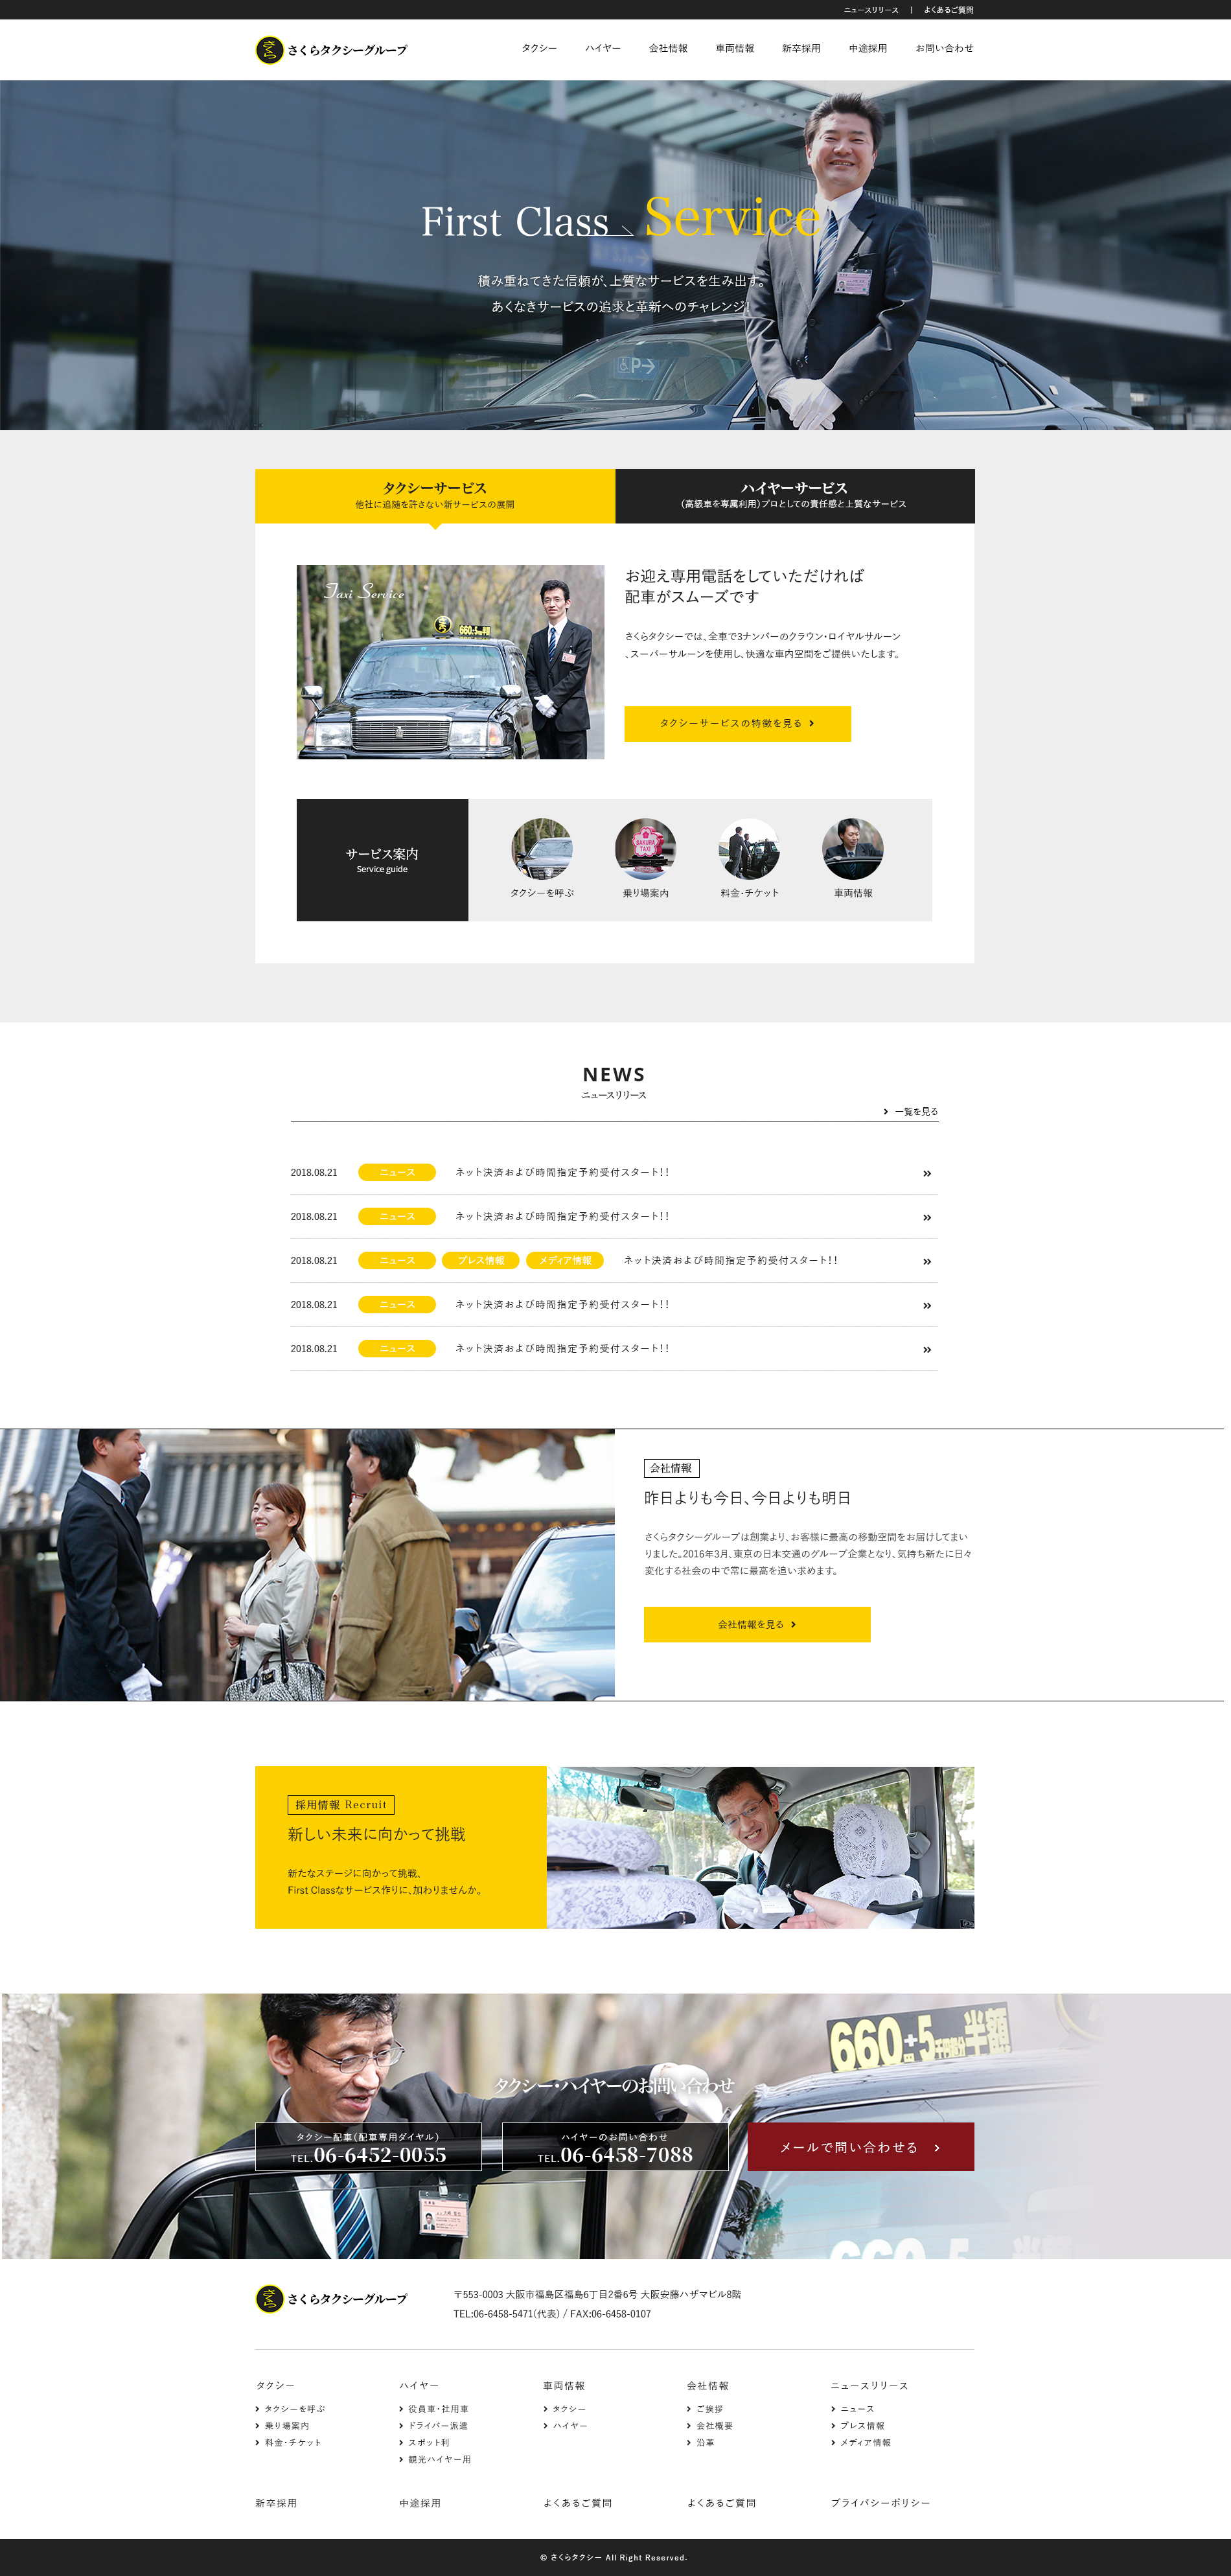 ニュースリリース | よくあるご質問
さくら
さくらタクシーグループ
タクシー ハイヤー 会社情報 車両情報 新卒採用 中途採用 お問い合わせ
First Class Service
積み重ねてきた信頼が、上質なサービスを生み出す。
あくなきサービスの追求と革新へのチャレンジ!
P→
タクシーサービス
他社に追随を許さない新サービスの展開
ハイヤーサービス
(高級車を専属利用)プロとしての責任感と上質なサービス
Taxi Service
お迎え専用電話をしていただければ
配車がスムーズです
さくらタクシーでは、全車で3ナンバーのクラウン・ロイヤルサルーン
、スーパーサルーンを使用し、快適な車内空間をご提供いたします。
タクシーサービスの特徴を見る
サービス案内
Service guide
SAKURA
TAXI
タクシーを呼ぶ 乗り場案内 料金・チケット 車両情報
NEWS
ニュースリリース
一覧を見る
2018.08.21 ニュース ネット決済および時間指定予約受付スタート!!
2018.08.21 ニュース ネット決済および時間指定予約受付スタート!!
2018.08.21 ニュース プレス情報 メディア情報 ネット決済および時間指定予約受付スタート!!
2018.08.21 ニュース ネット決済および時間指定予約受付スタート!!
2018.08.21 ニュース ネット決済および時間指定予約受付スタート!!
会社情報
昨日よりも今日、今日よりも明日
さくらタクシーグループは創業より、お客様に最高の移動空間をお届けしてまい
りました。2016年3月、東京の日本交通のグループ企業となり、気持ち新たに日々
変化する社会の中で常に最高を追い求めます。
会社情報を見る
採用情報 Recruit
新しい未来に向かって挑戦
新たなステージに向かって挑戦、
First Classなサービス作りに、加わりませんか。
タクシー・ハイヤーのお問い合わせ
タクシー配車(配車専用ダイヤル)
TEL.06-6452-0055
ハイヤーのお問い合わせ
TEL.06-6458-7088
メールで問い合わせる
さくら
さくらタクシーグループ
〒553-0003 大阪市福島区福島6丁目2番6号 大阪安藤ハザマビル8階
TEL:06-6458-5471(代表) / FAX:06-6458-0107
タクシー
タクシーを呼ぶ
乗り場案内
料金・チケット
ハイヤー
役員車・社用車
ドライバー派遣
スポット利
観光ハイヤー用
車両情報
タクシー
ハイヤー
会社情報
ご挨拶
会社概要
沿革
ニュースリリース
ニュース
プレス情報
メディア情報
新卒採用 中途採用 よくあるご質問 よくあるご質問 プライバシーポリシー
© さくらタクシー All Right Reserved.